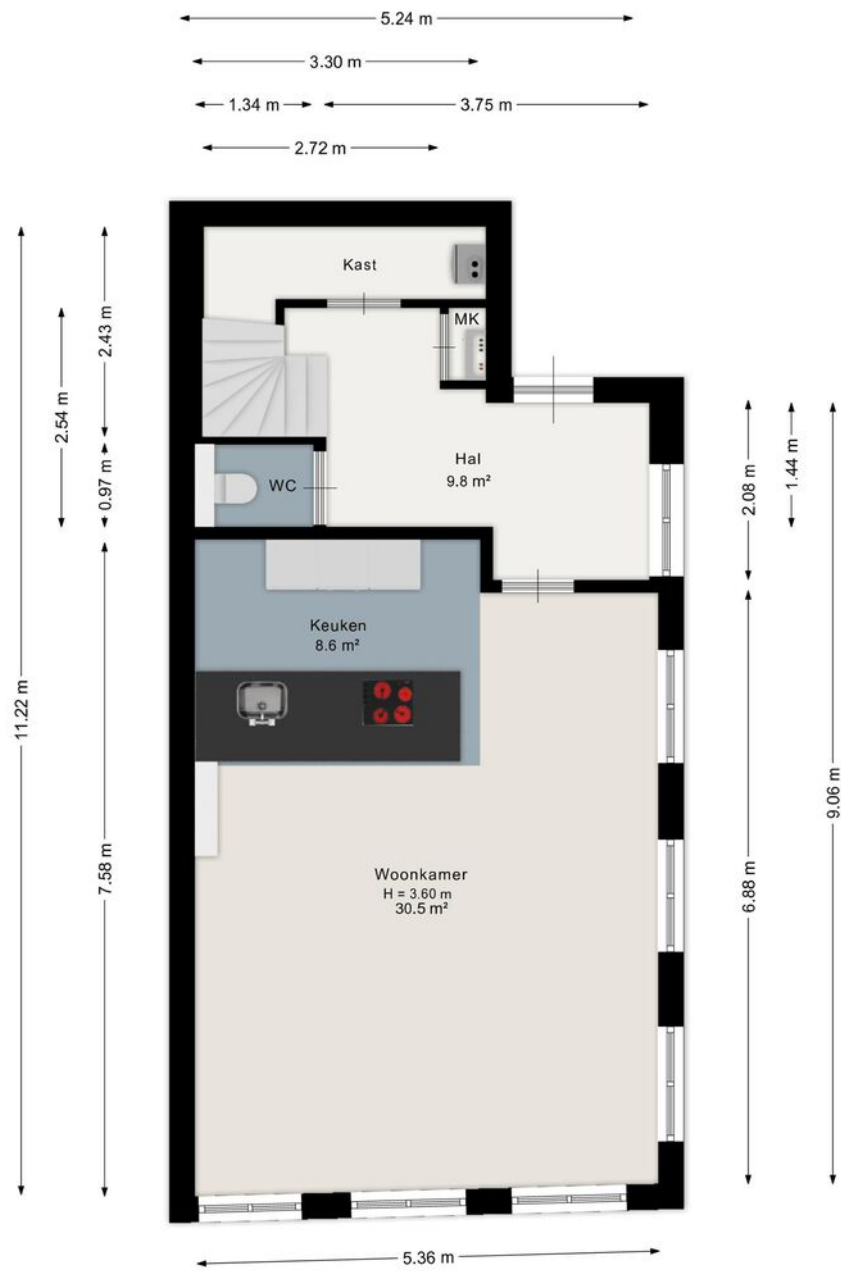 5.24 m
3.30 m
1.34 m
3.75 m
2.72 m
Kast
MK
2.43 m
2.54 m
0.97 m
WC
Hal
9.8 m²
1.44 m
2.08 m
Keuken
8.6 m²
11.22 m
9.06 m
7.58 m
6.88 m
Woonkamer
H = 3.60 m
30.5 m²
5.36 m